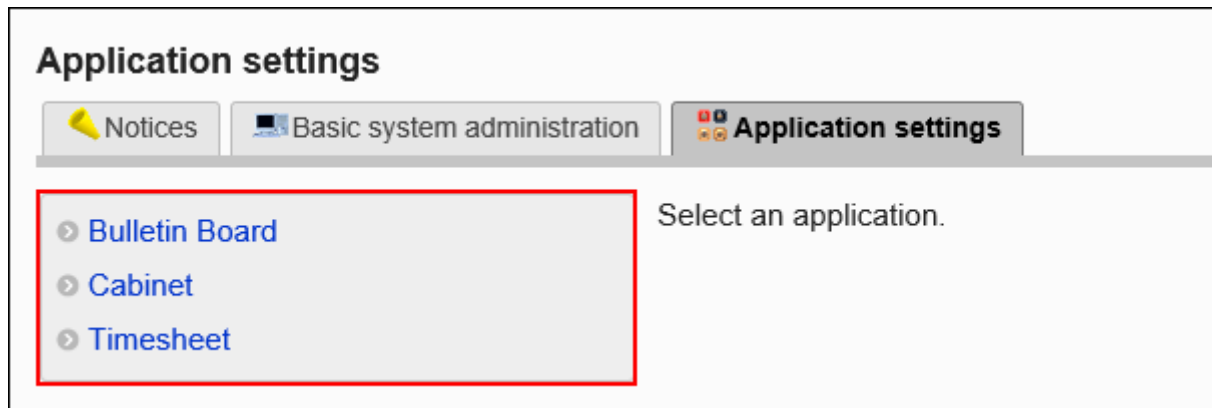 Application settings
Notices
Basic system administration
Application settings
Bulletin Board
Select an application.
Cabinet
Timesheet